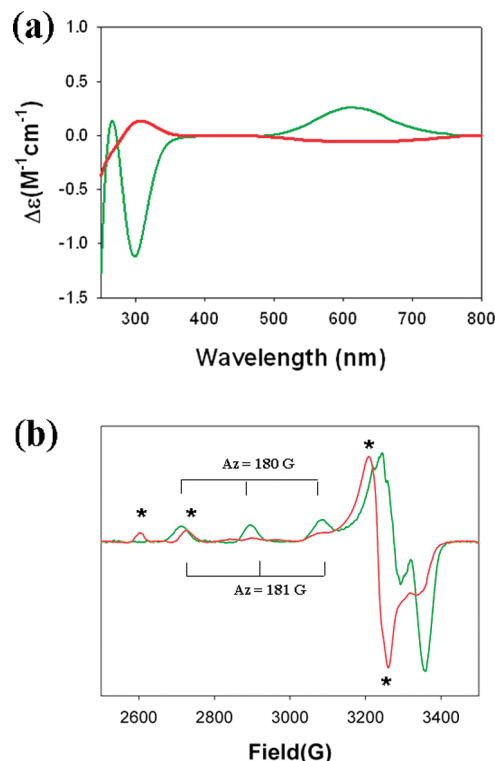 (a)
1.0
0.5
0.0
-0.5
-1.0
-1.5
Δε(M⁻¹cm⁻¹)
300 400 500 600 700 800
Wavelength (nm)
(b)
Az = 180 G
* * *
Az = 181 G
*
2600 2800 3000 3200 3400
Field(G)